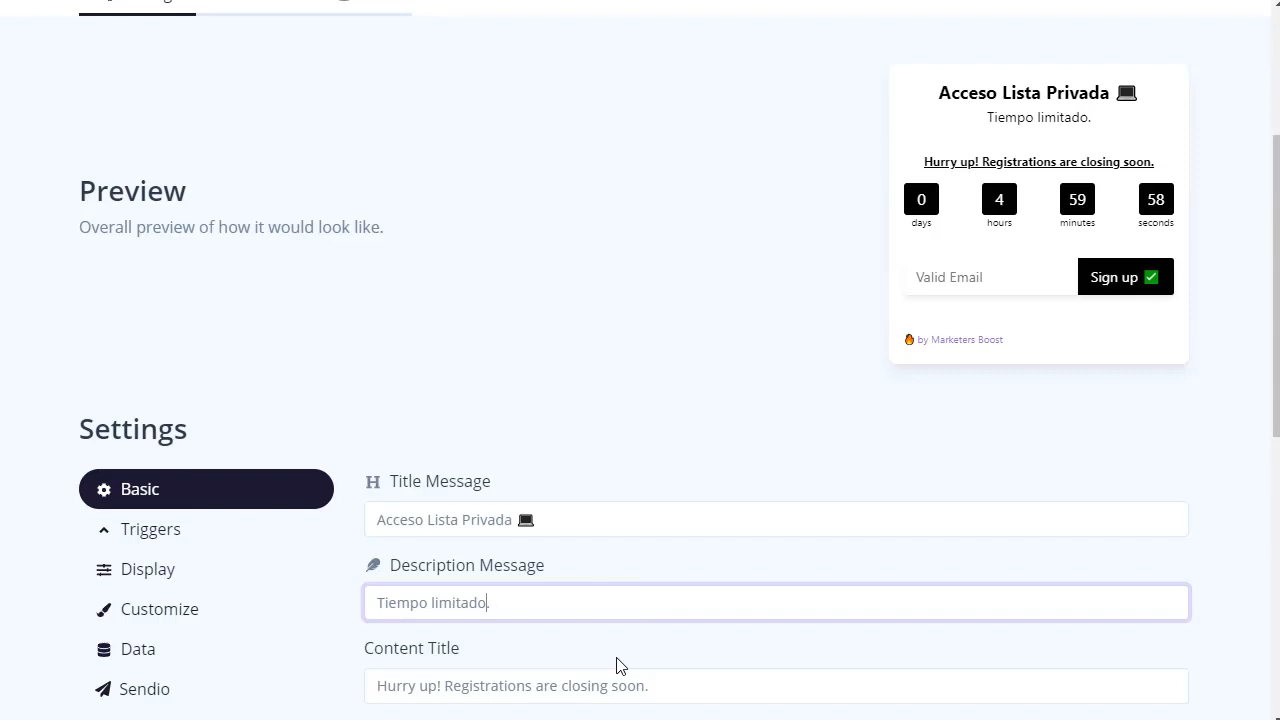 Acceso Lista Privada 💻
Tiempo limitado.
Hurry up! Registrations are closing soon.
0 4 59 58
days hours minutes seconds
Preview
Overall preview of how it would look like.
Valid Email Sign up ✅
🔥 by Marketers Boost
Settings
Basic
Triggers
Display
Customize
Data
Sendio
Title Message
Acceso Lista Privada 💻
Description Message
Tiempo limitado.
Content Title
Hurry up! Registrations are closing soon.